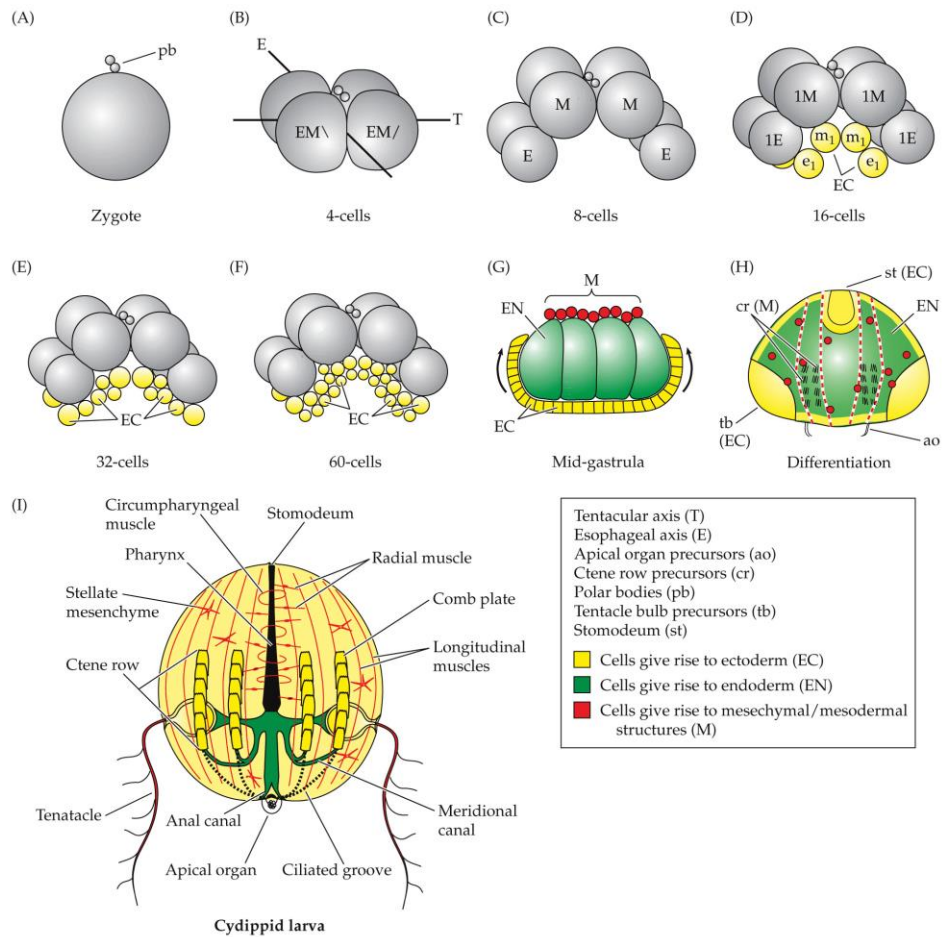 (A)
pb
Zygote
(B)
E
EM\
EM/
T
4-cells
(C)
M
M
E
E
8-cells
(D)
1M
1M
1E
m1
m1
1E
e1
e1
EC
16-cells
(E)
EC
32-cells
(F)
EC
60-cells
(G)
M
EN
EC
Mid-gastrula
(H)
st (EC)
cr (M)
EN
tb
(EC)
ao
Differentiation
(I)
Circumpharyngeal
muscle
Stomodeum
Pharynx
Radial muscle
Stellate
mesenchyme
Comb plate
Ctene row
Longitudinal
muscles
Tenatacle
Anal canal
Meridional
canal
Apical organ
Ciliated groove
Cydippid larva
Tentacular axis (T)
Esophageal axis (E)
Apical organ precursors (ao)
Ctene row precursors (cr)
Polar bodies (pb)
Tentacle bulb precursors (tb)
Stomodeum (st)
Cells give rise to ectoderm (EC)
Cells give rise to endoderm (EN)
Cells give rise to mesechymal/mesodermal
structures (M)